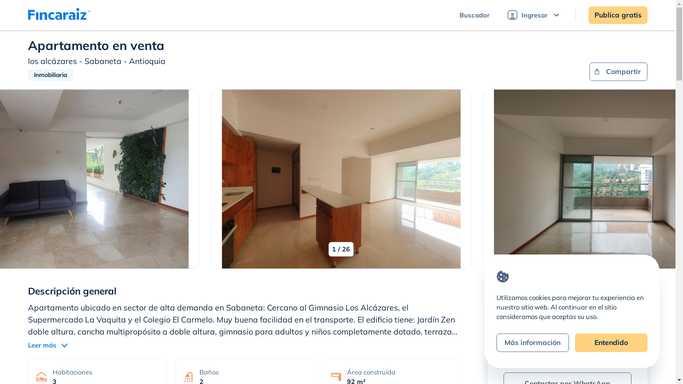 Fincaraiz
Buscador
Ingresar
Publica gratis
Apartamento en venta
los alcázares - Sabaneta - Antioquia
Inmobiliaria
Compartir
1 / 26
Descripción general
Apartamento ubicado en sector de alta demanda en Sabaneta: Cercano al Gimnasio Los Alcázares, el
Supermercado La Vaquita y el Colegio El Carmelo. Muy buena facilidad en el transporte. El edificio tiene: Jardín Zen
doble altura, cancha multipropósito a doble altura, gimnasio para adultos y niños completamente dotado, terraza...
Leer más
Habitaciones
3
Baños
2
Área construida
92 m²
Utilizamos cookies para mejorar tu experiencia en
nuestro sitio web. Al continuar en el sitio
consideramos que aceptas su uso.
Más información
Entendido
Contactar por WhatsApp